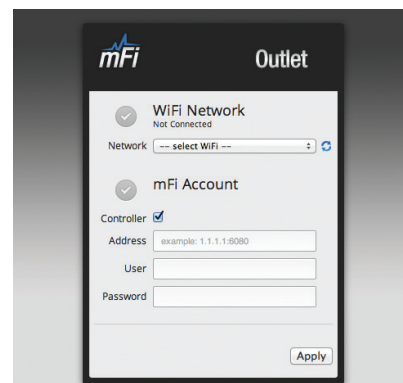 mFi
Outlet
WiFi Network
Not Connected
Network -- select WiFi --
mFi Account
Controller
Address example: 1.1.1.1:6080
User
Password
Apply